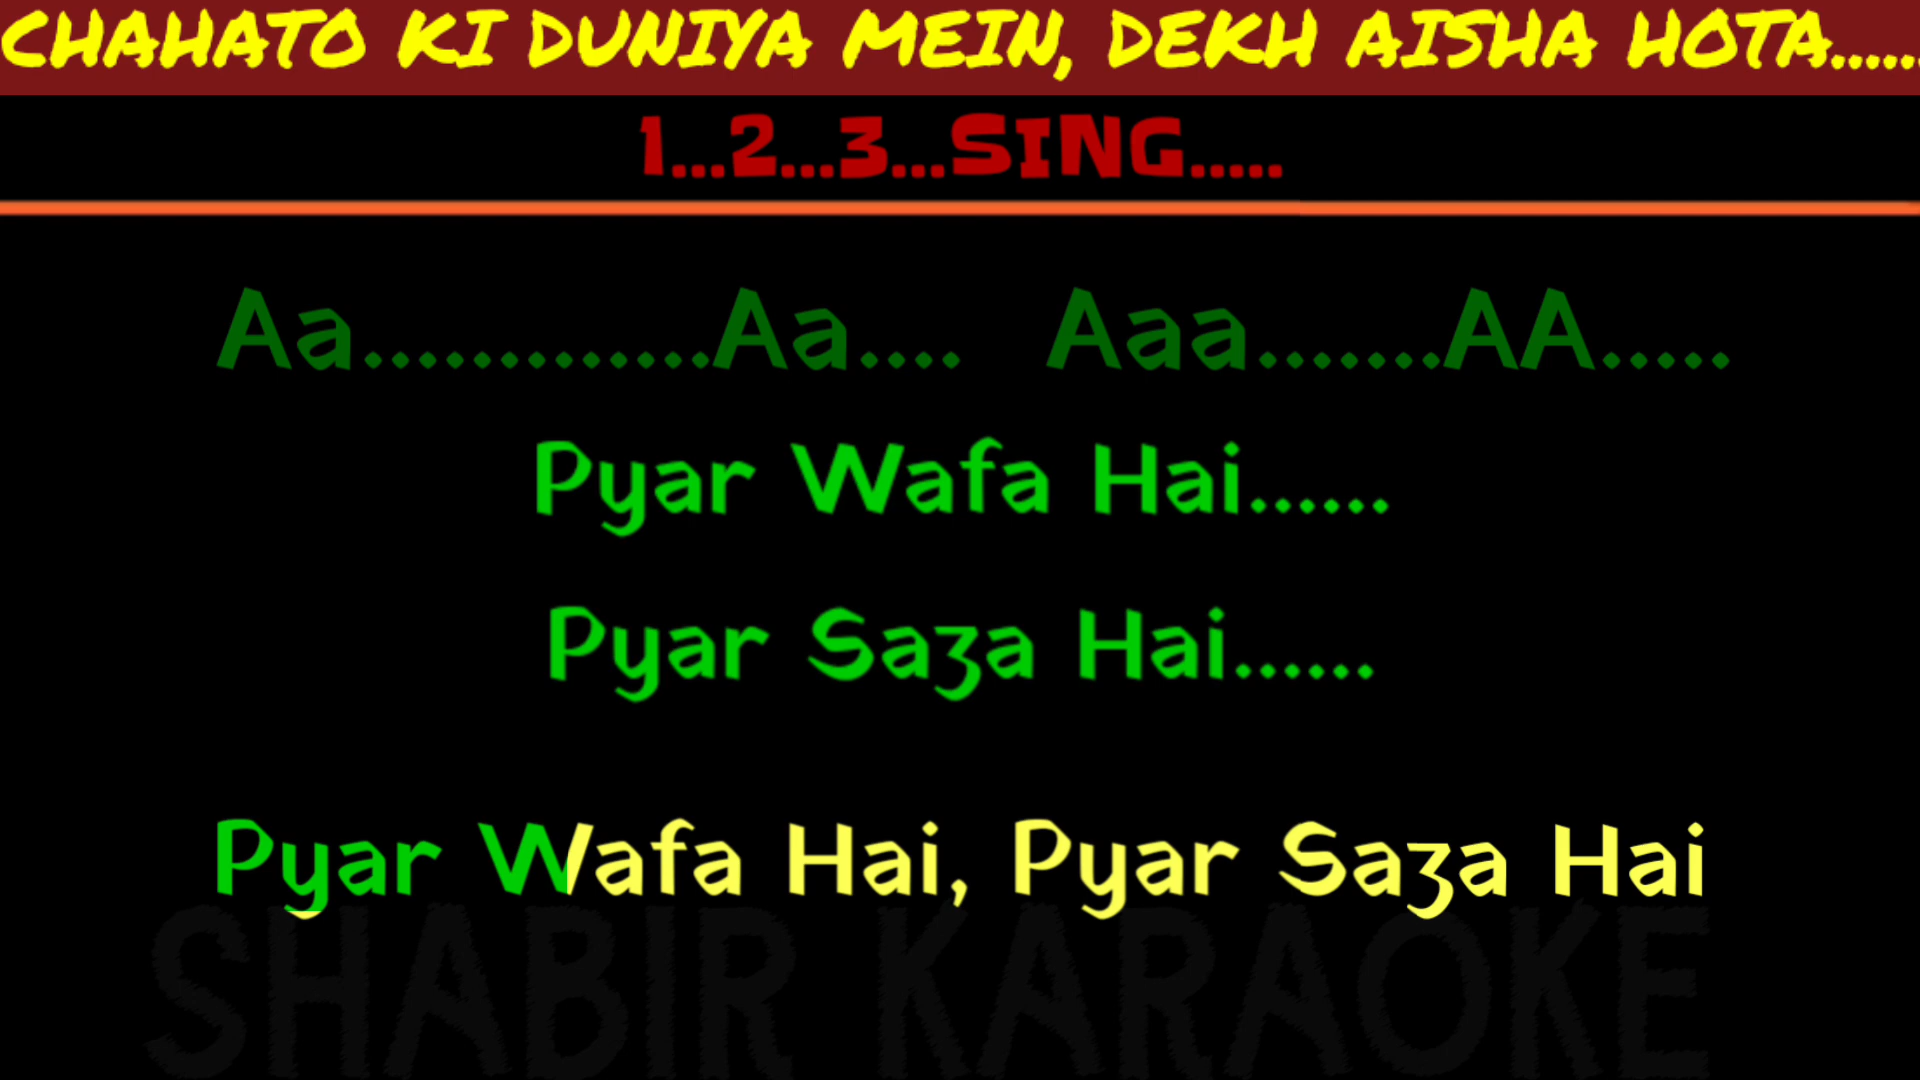 CHAHATO KI DUNIYA MEIN, DEKH AISHA HOTA......
1...2...3...SING.....
Aa.............Aa.... Aaa.......AA.....
Pyar Wafa Hai......
Pyar Saza Hai......
Pyar Wafa Hai, Pyar Saza Hai
SHABIR KARAOKE